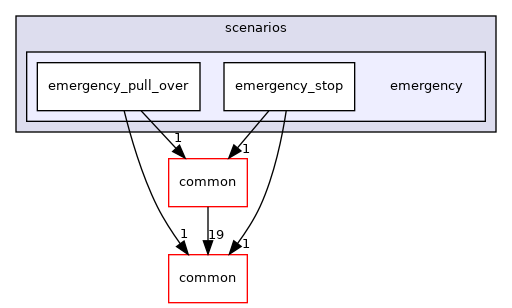 scenarios
emergency_pull_over
emergency_stop
emergency
1
1
common
1
19
1
common